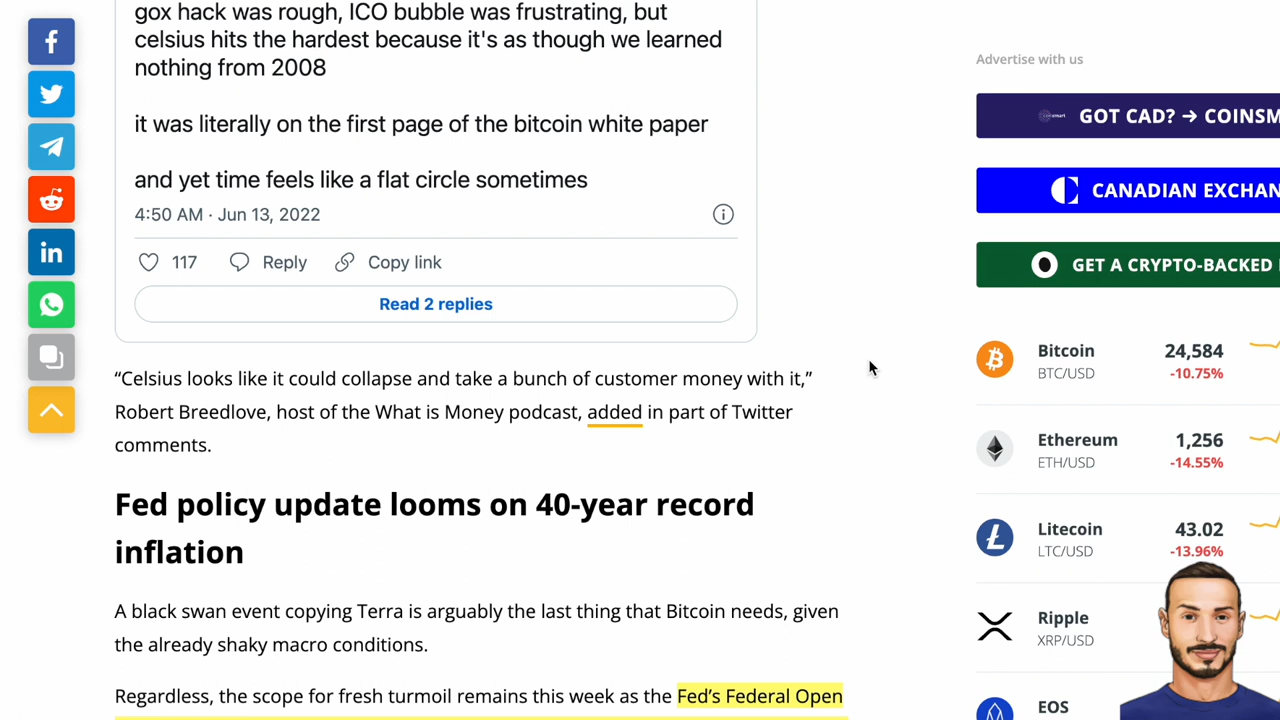 gox hack was rough, ICO bubble was frustrating, but
celsius hits the hardest because it's as though we learned
nothing from 2008
it was literally on the first page of the bitcoin white paper
and yet time feels like a flat circle sometimes
4:50 AM · Jun 13, 2022
117 Reply Copy link
Read 2 replies
“Celsius looks like it could collapse and take a bunch of customer money with it,”
Robert Breedlove, host of the What is Money podcast, added in part of Twitter
comments.
Fed policy update looms on 40-year record
inflation
A black swan event copying Terra is arguably the last thing that Bitcoin needs, given
the already shaky macro conditions.
Regardless, the scope for fresh turmoil remains this week as the Fed’s Federal Open
Advertise with us
GOT CAD? → COINSM
CANADIAN EXCHAN
GET A CRYPTO-BACKED
Bitcoin 24,584
BTC/USD -10.75%
Ethereum 1,256
ETH/USD -14.55%
Litecoin 43.02
LTC/USD -13.96%
Ripple
XRP/USD
EOS